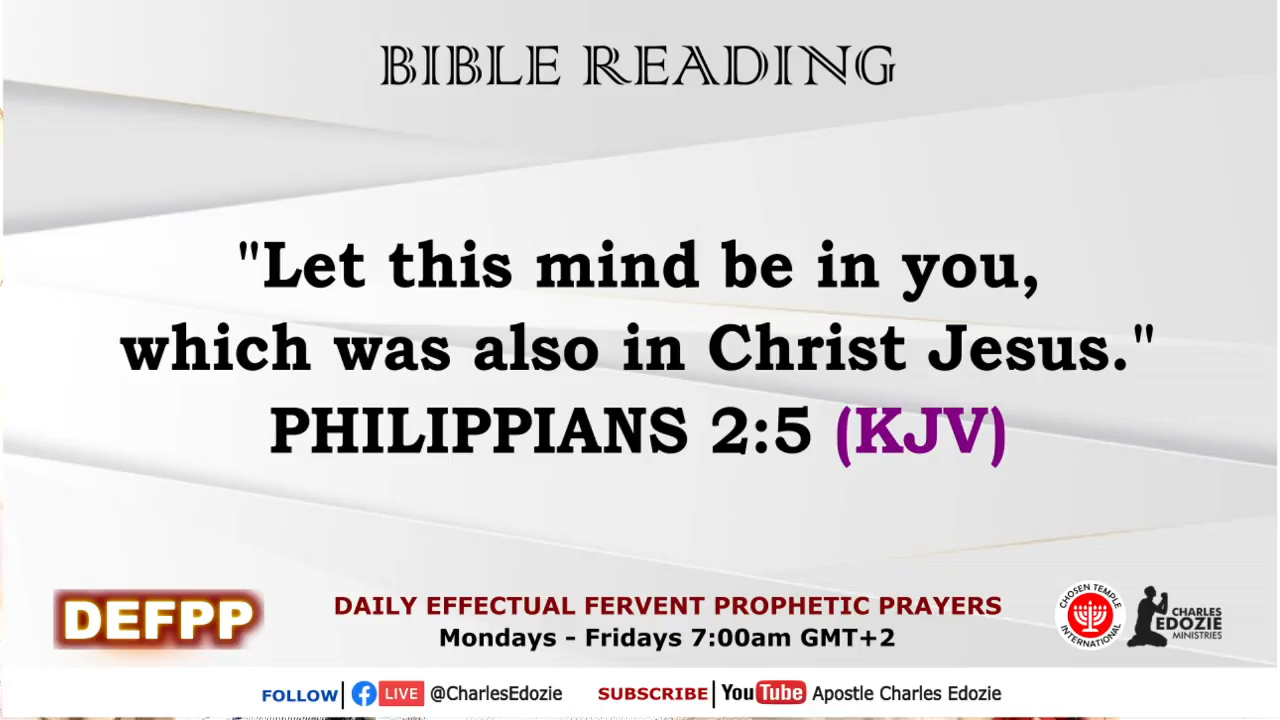 BIBLE READING
"Let this mind be in you,
which was also in Christ Jesus."
PHILIPPIANS 2:5 (KJV)
DEFPP
DAILY EFFECTUAL FERVENT PROPHETIC PRAYERS
Mondays - Fridays 7:00am GMT+2
CHOSEN TEMPLE
INTERNATIONAL
CHARLES
EDOZIE
MINISTRIES
FOLLOW LIVE @CharlesEdozie SUBSCRIBE YouTube Apostle Charles Edozie